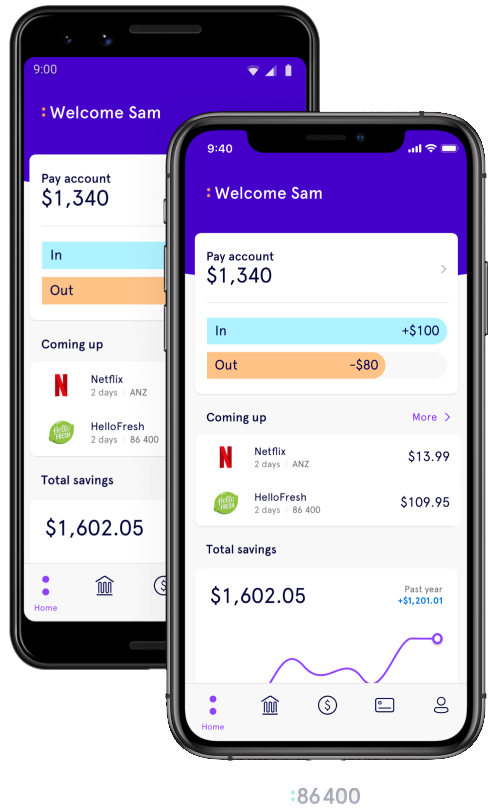 9:00
Welcome Sam
Pay account
$1,340
In
Out
Coming up
Netflix
2 days | ANZ
HelloFresh
2 days | 86 400
Total savings
$1,602.05
Home
9:40
Welcome Sam
Pay account
$1,340
In +$100
Out -$80
Coming up More
N Netflix $13.99
2 days | ANZ
Hello FRESH HelloFresh $109.95
2 days | 86 400
Total savings
$1,602.05 Past year
+$1,201.01
Home
86 400